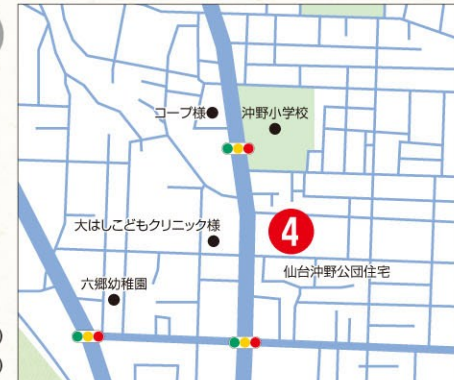 コープ様
沖野小学校
大はしこどもクリニック様
4
仙台沖野公団住宅
六郷幼稚園
)
)